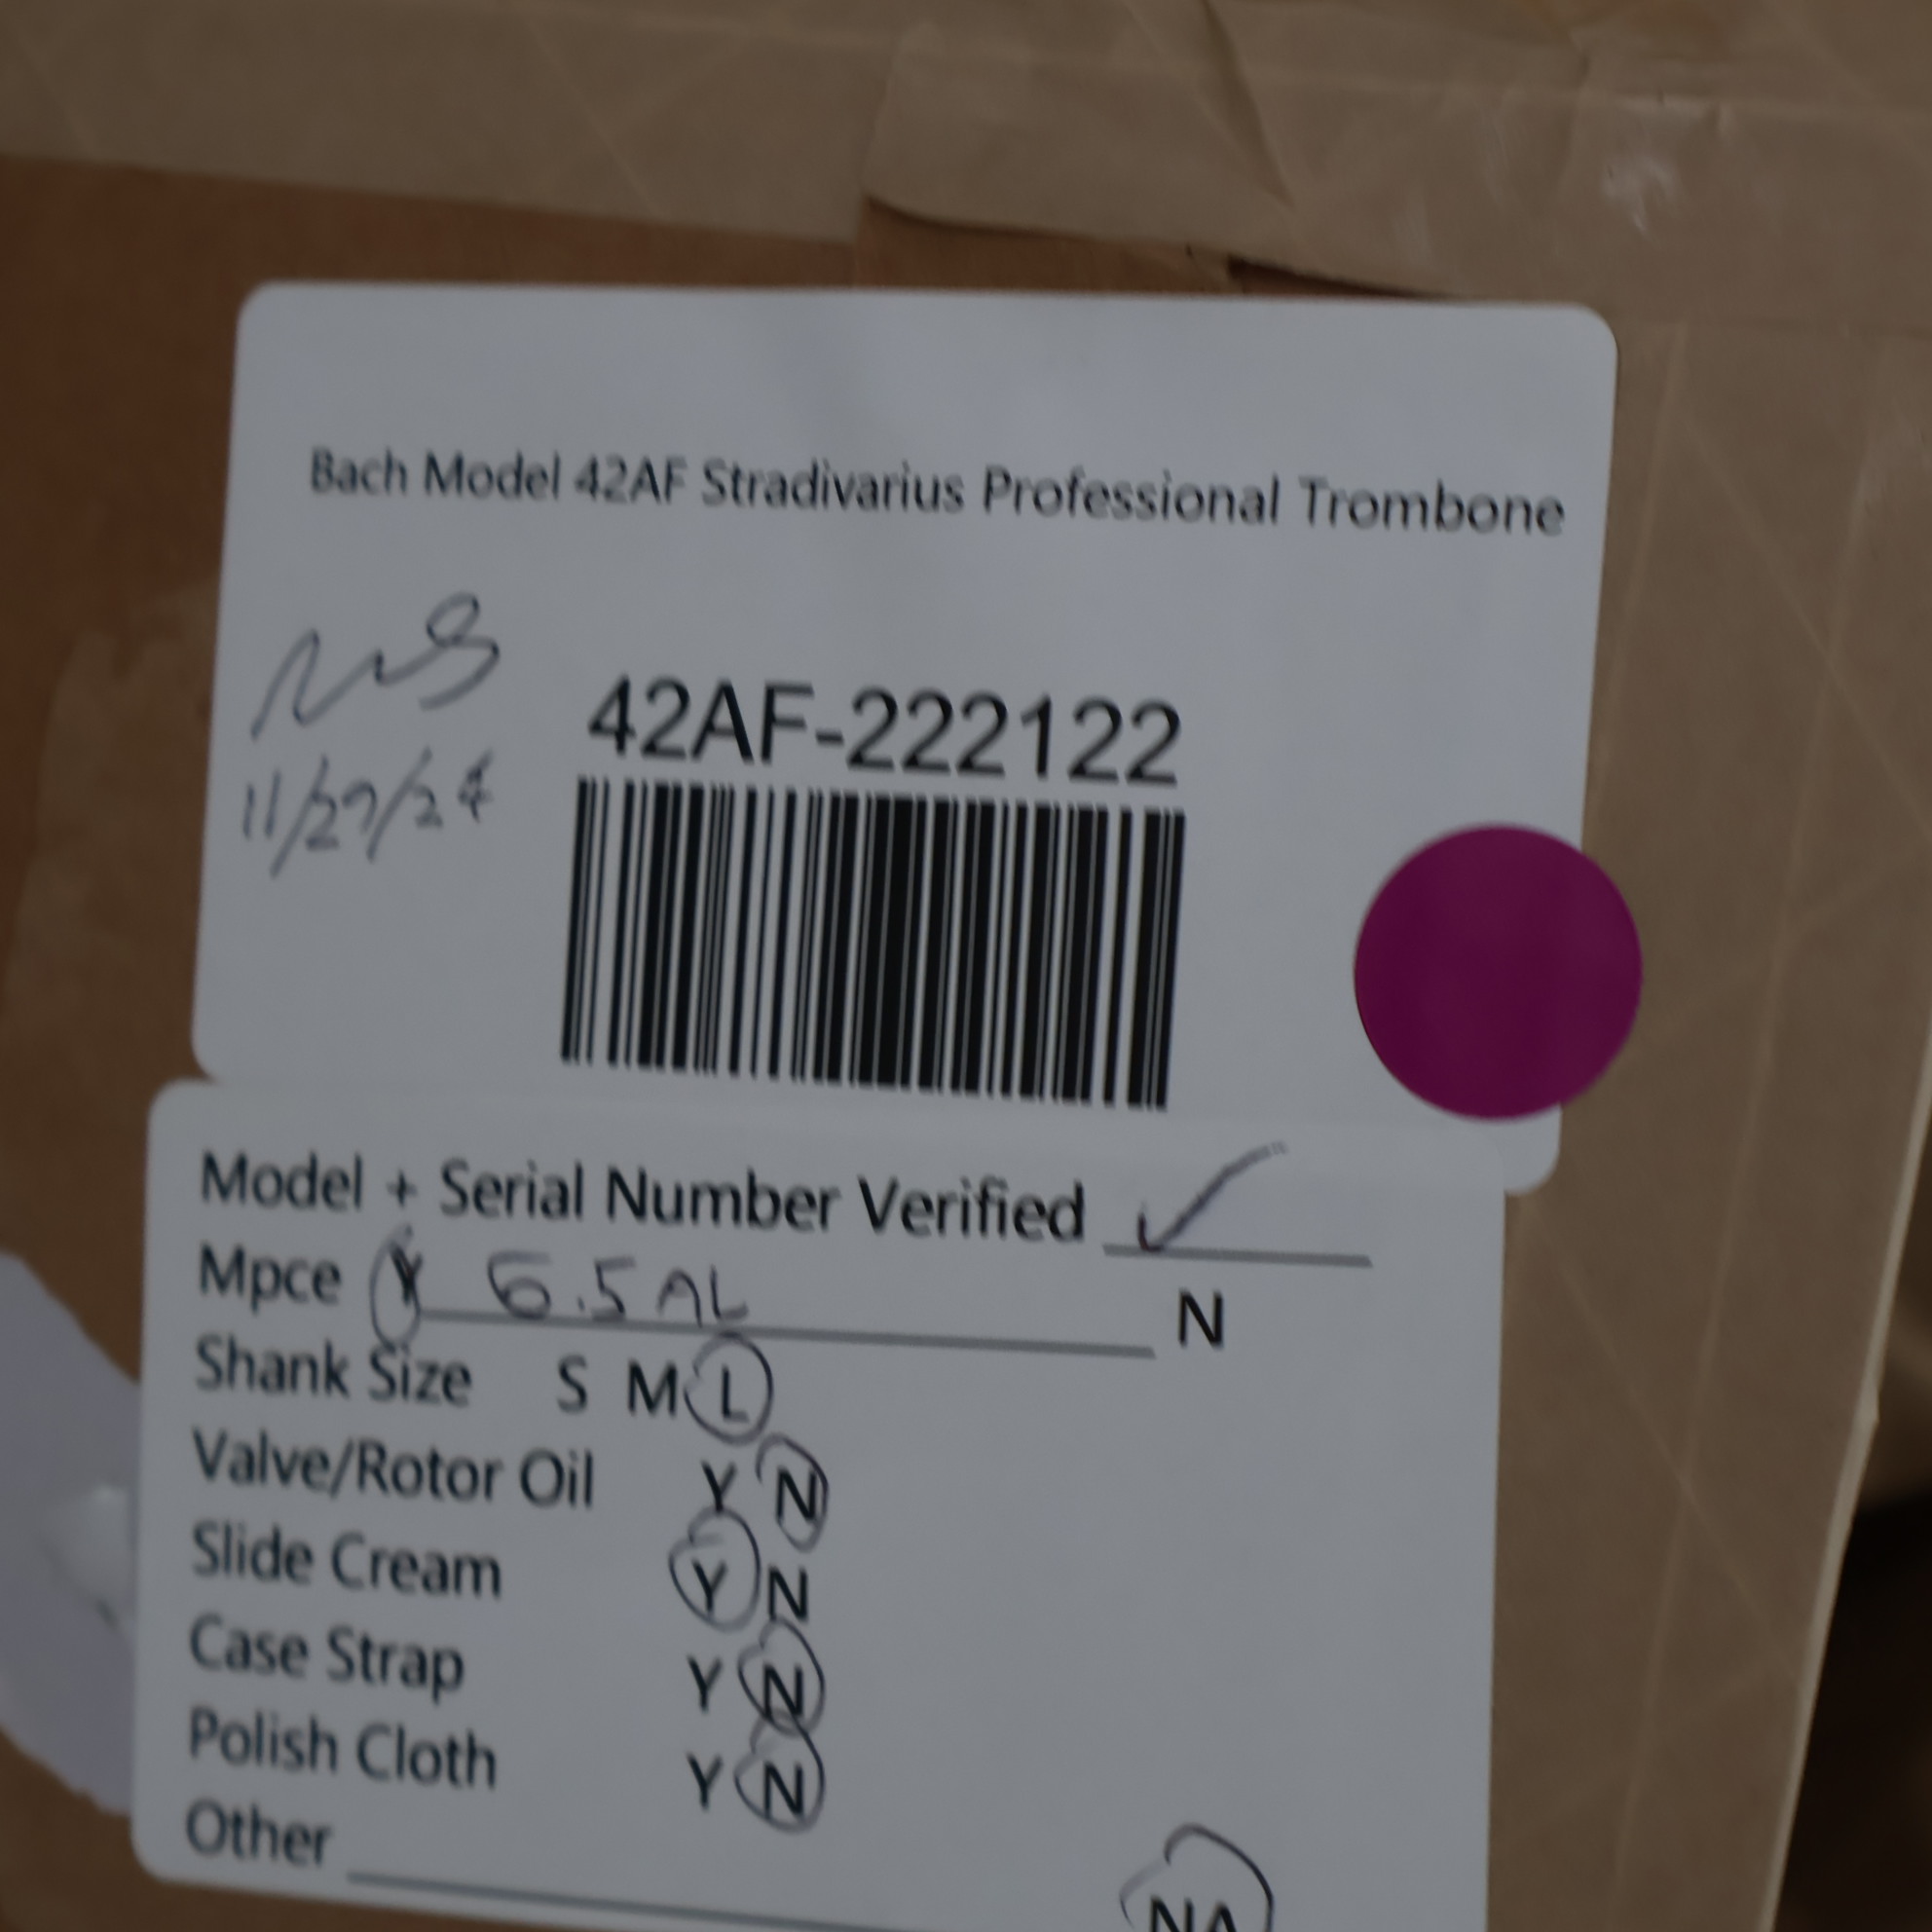 Bach Model 42AF Stradivarius Professional Trombone
11/27/24
42AF-222122
Model + Serial Number Verified ✓
Mpce Y 6.5AL N
Shank Size S M L
Valve/Rotor Oil Y N
Slide Cream Y N
Case Strap Y N
Polish Cloth Y N
Other NA